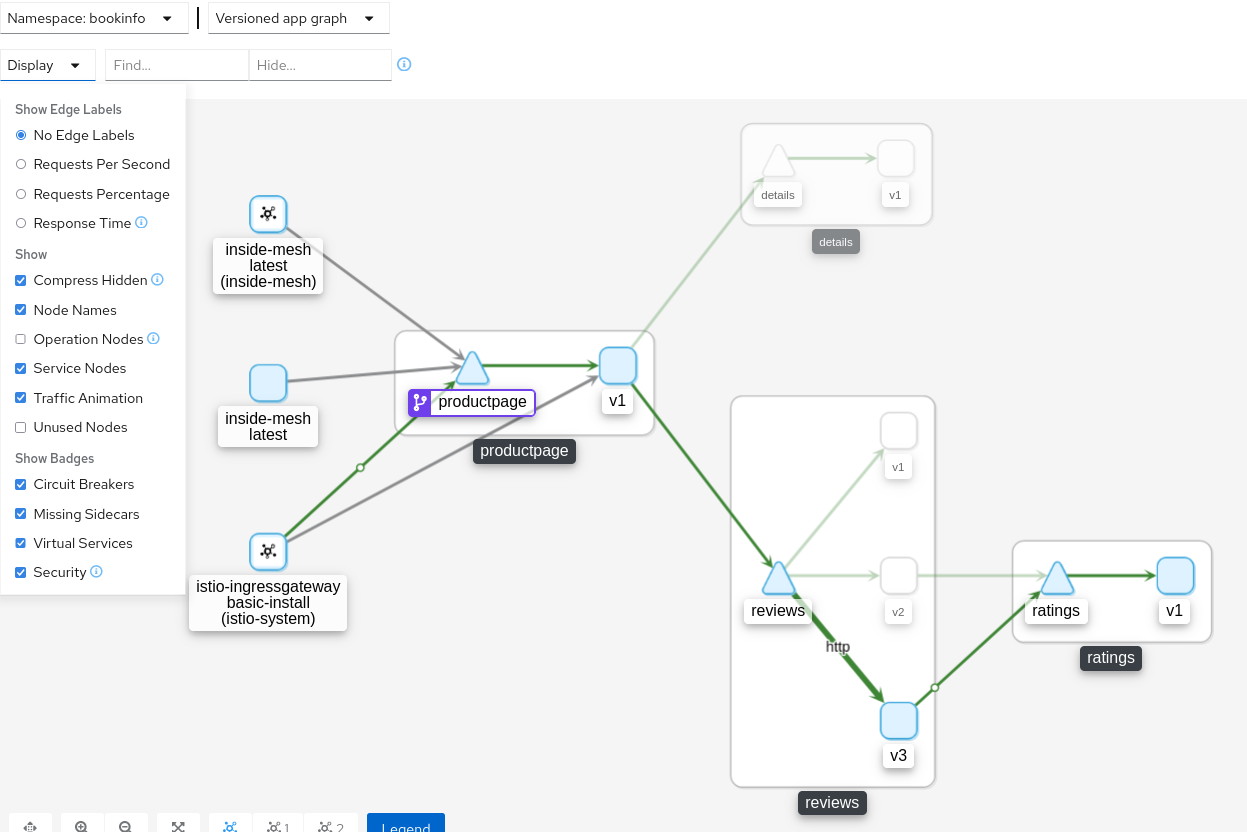 Namespace: bookinfo
Versioned app graph
Display
Find...
Hide...
Show Edge Labels
No Edge Labels
Requests Per Second
Requests Percentage
Response Time
Show
Compress Hidden
Node Names
Operation Nodes
Service Nodes
Traffic Animation
Unused Nodes
Show Badges
Circuit Breakers
Missing Sidecars
Virtual Services
Security
inside-mesh
latest
(inside-mesh)
inside-mesh
latest
istio-ingressgateway
basic-install
(istio-system)
productpage
v1
productpage
details
v1
details
v1
reviews
v2
http
v3
reviews
ratings
v1
ratings
1
2
Legend